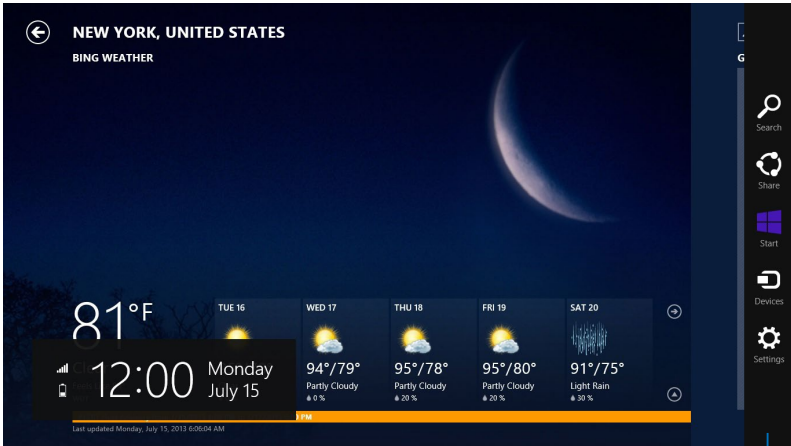 NEW YORK, UNITED STATES
BING WEATHER
G
Search
Share
Start
Devices
Settings
81°F
TUE 16
WED 17
94°/79°
Partly Cloudy
0 %
THU 18
95°/78°
Partly Cloudy
20 %
FRI 19
95°/80°
Partly Cloudy
20 %
SAT 20
91°/75°
Light Rain
30 %
12:00
Monday
July 15
PM
Last updated Monday, July 15, 2013 6:06:04 AM